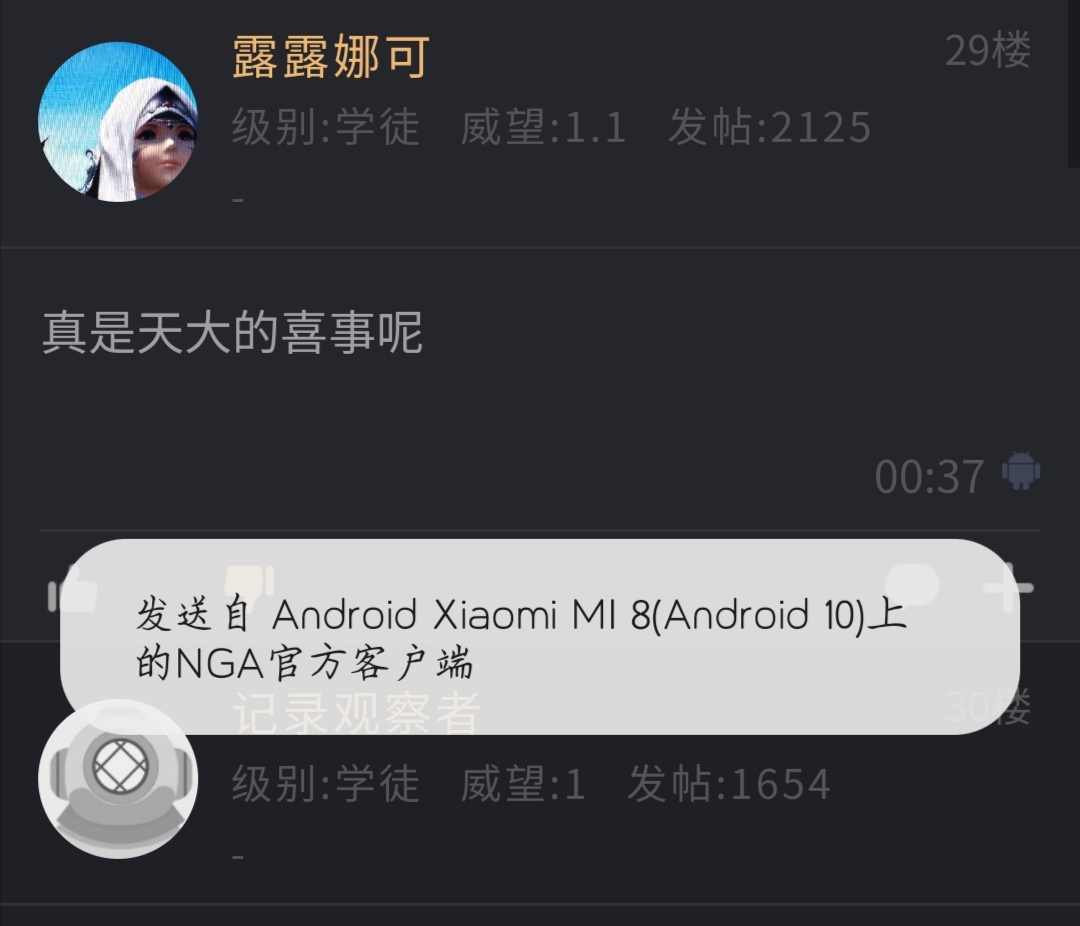 露露娜可
29楼
级别:学徒 威望:1.1 发帖:2125
-
真是天大的喜事呢
00:37
发送自 Android Xiaomi MI 8(Android 10)上
的NGA官方客户端
记录观察者
30楼
级别:学徒 威望:1 发帖:1654
-